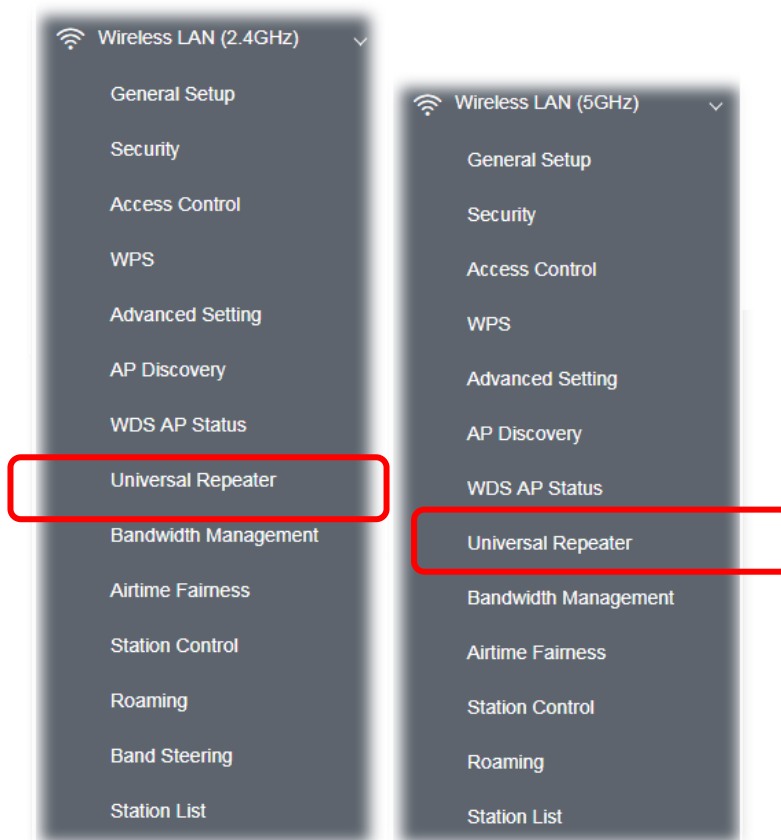 Wireless LAN (2.4GHz)
General Setup
Security
Access Control
WPS
Advanced Setting
AP Discovery
WDS AP Status
Universal Repeater
Bandwidth Management
Airtime Fairness
Station Control
Roaming
Band Steering
Station List
Wireless LAN (5GHz)
General Setup
Security
Access Control
WPS
Advanced Setting
AP Discovery
WDS AP Status
Universal Repeater
Bandwidth Management
Airtime Fairness
Station Control
Roaming
Station List